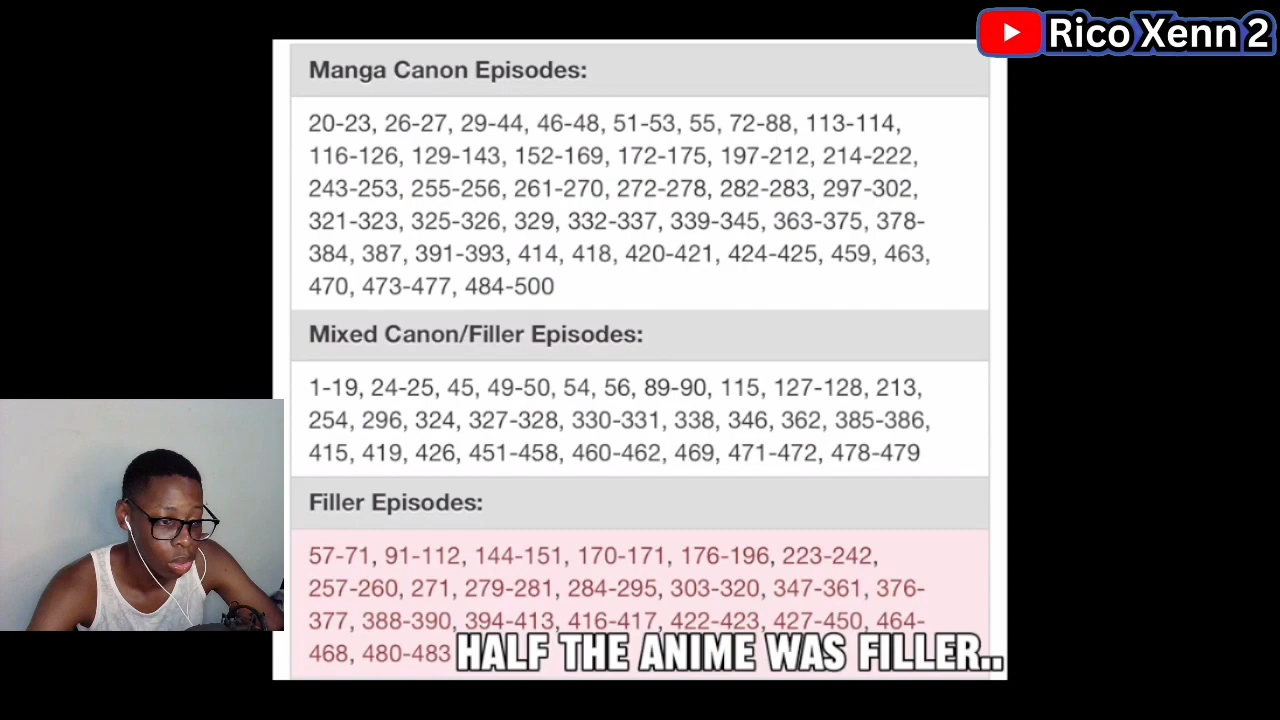 Rico Xenn 2
Manga Canon Episodes:
20-23, 26-27, 29-44, 46-48, 51-53, 55, 72-88, 113-114,
116-126, 129-143, 152-169, 172-175, 197-212, 214-222,
243-253, 255-256, 261-270, 272-278, 282-283, 297-302,
321-323, 325-326, 329, 332-337, 339-345, 363-375, 378-
384, 387, 391-393, 414, 418, 420-421, 424-425, 459, 463,
470, 473-477, 484-500
Mixed Canon/Filler Episodes:
1-19, 24-25, 45, 49-50, 54, 56, 89-90, 115, 127-128, 213,
254, 296, 324, 327-328, 330-331, 338, 346, 362, 385-386,
415, 419, 426, 451-458, 460-462, 469, 471-472, 478-479
Filler Episodes:
57-71, 91-112, 144-151, 170-171, 176-196, 223-242,
257-260, 271, 279-281, 284-295, 303-320, 347-361, 376-
377, 388-390, 394-413, 416-417, 422-423, 427-450, 464-
468, 480-483
HALF THE ANIME WAS FILLER..